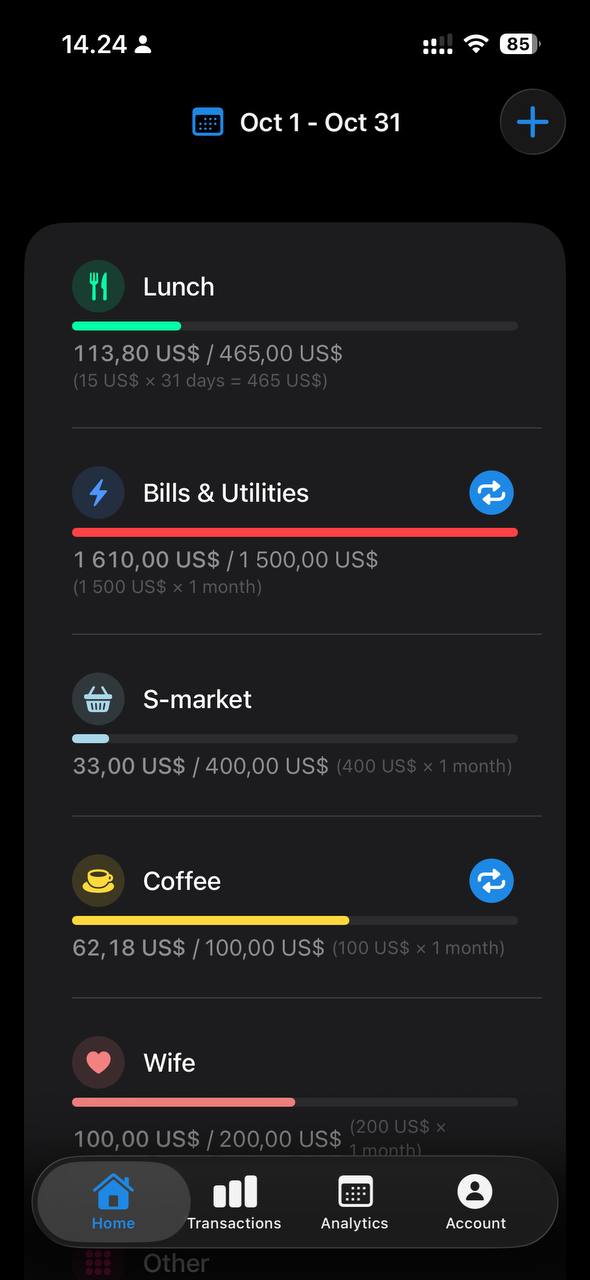 14.24
85
Oct 1 - Oct 31
Lunch
113,80 US$ / 465,00 US$
(15 US$ × 31 days = 465 US$)
Bills & Utilities
1 610,00 US$ / 1 500,00 US$
(1 500 US$ × 1 month)
S-market
33,00 US$ / 400,00 US$ (400 US$ × 1 month)
Coffee
62,18 US$ / 100,00 US$ (100 US$ × 1 month)
Wife
100,00 US$ / 200,00 US$ (200 US$ ×
1 month)
Home
Transactions
Analytics
Account
Other